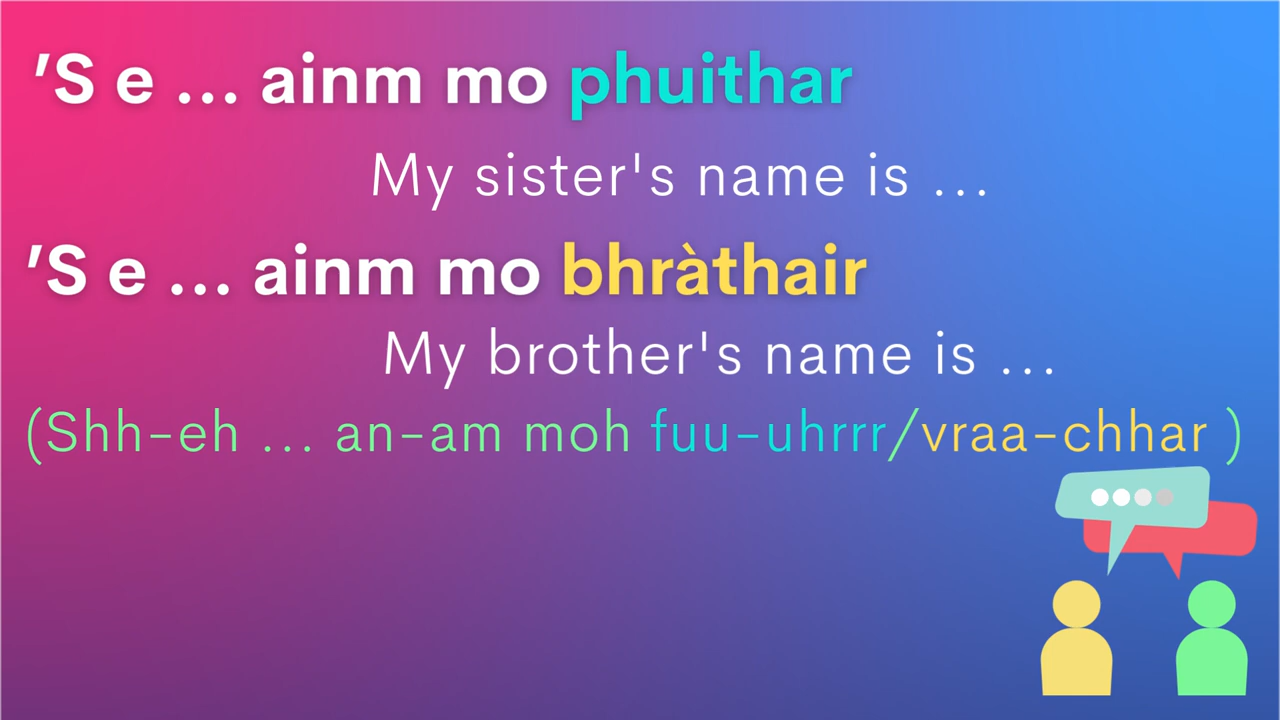 ’S e ... ainm mo phuithar
My sister's name is ...
’S e ... ainm mo bhràthair
My brother's name is ...
(Shh-eh ... an-am moh fuu-uhrrr/vraa-chhar )